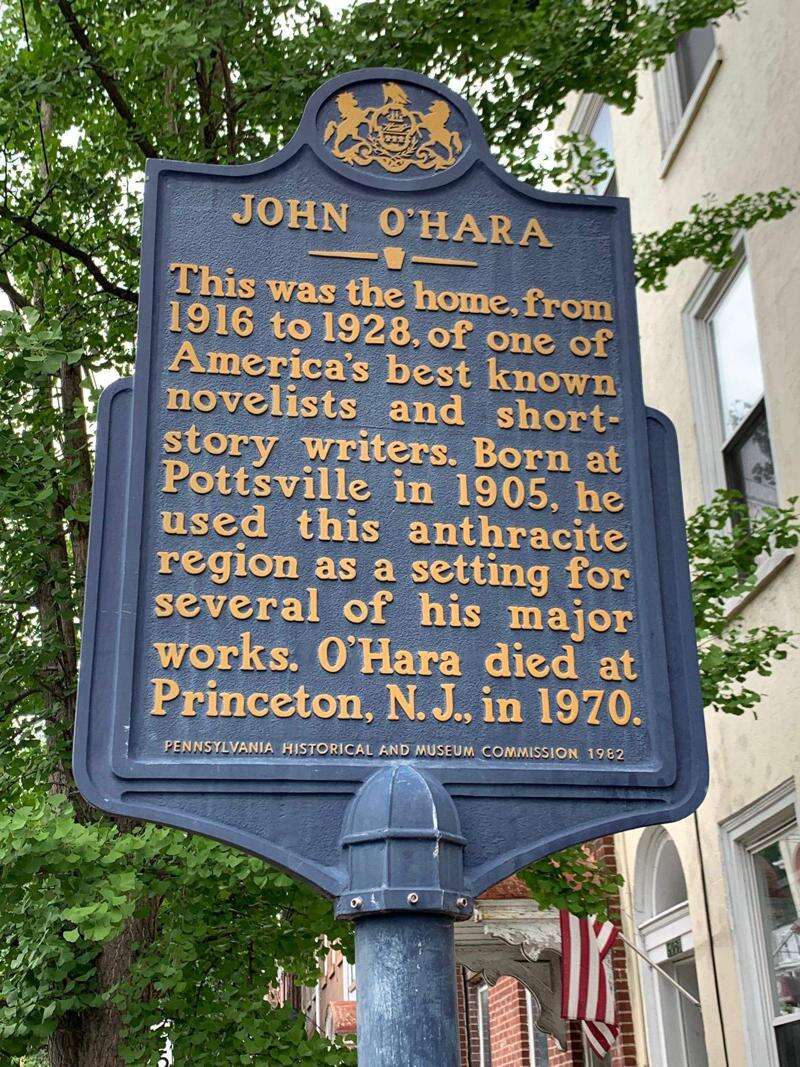 JOHN O'HARA
This was the home, from
1916 to 1928, of one of
America's best known
novelists and short-
story writers. Born at
Pottsville in 1905, he
used this anthracite
region as a setting for
several of his major
works. O'Hara died at
Princeton, N.J., in 1970.
PENNSYLVANIA HISTORICAL AND MUSEUM COMMISSION 1982